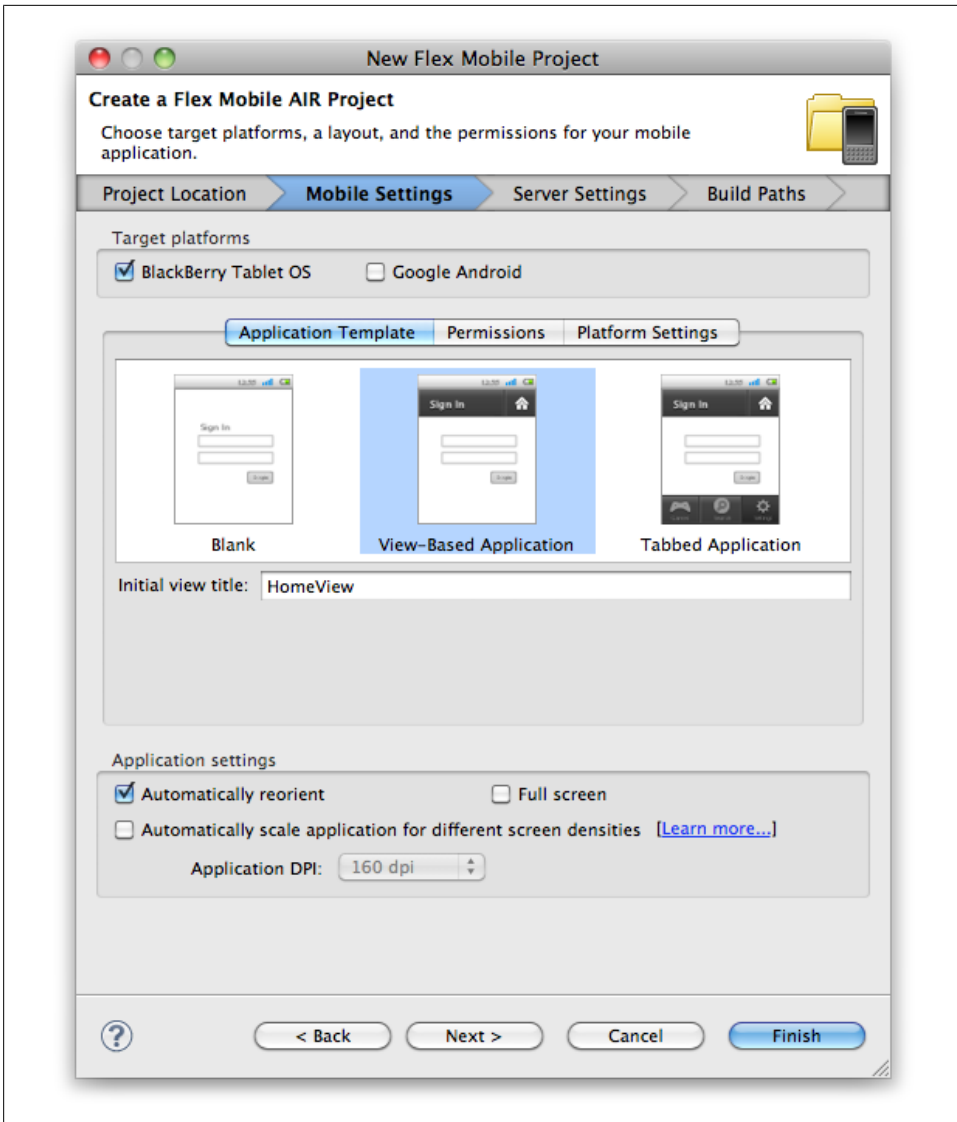 New Flex Mobile Project
Create a Flex Mobile AIR Project
Choose target platforms, a layout, and the permissions for your mobile
application.
Project Location
Mobile Settings
Server Settings
Build Paths
Target platforms
BlackBerry Tablet OS
Google Android
Application Template
Permissions
Platform Settings
Sign In
Sign In
Sign In
Blank
View-Based Application
Tabbed Application
Initial view title:
HomeView
Application settings
Automatically reorient
Full screen
Automatically scale application for different screen densities
[Learn more...]
Application DPI:
160 dpi
?
< Back
Next >
Cancel
Finish